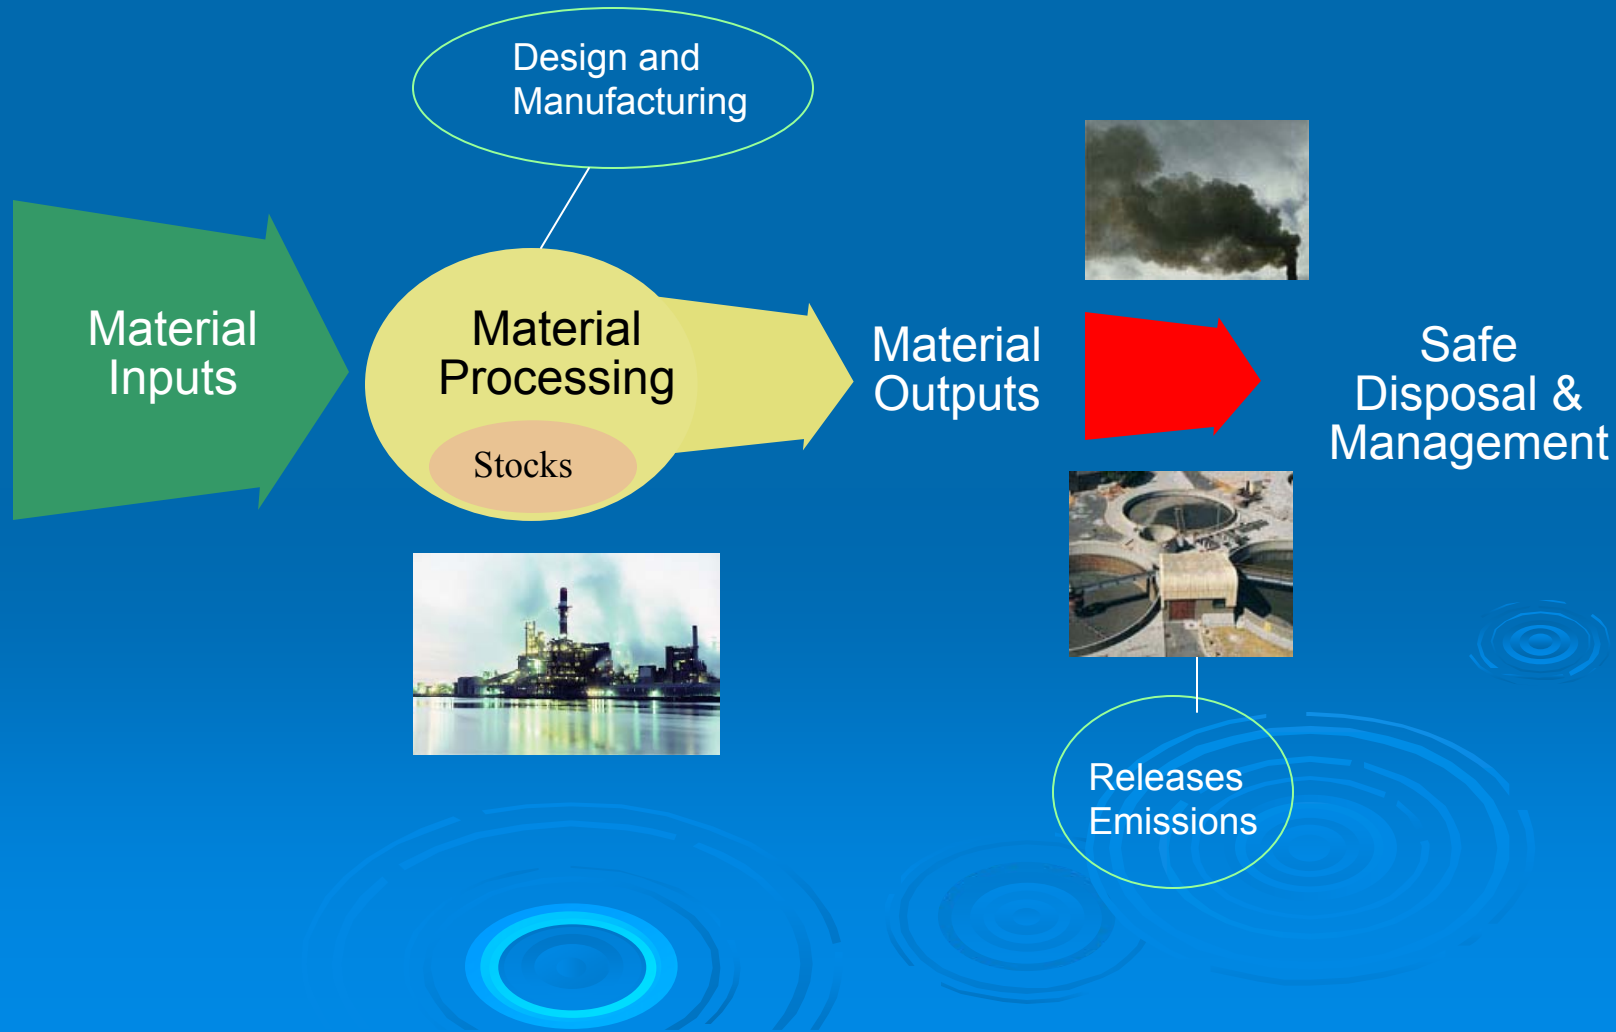 Design and
Manufacturing
Material
Inputs
Material
Processing
Stocks
Material
Outputs
Safe
Disposal &
Management
Releases
Emissions